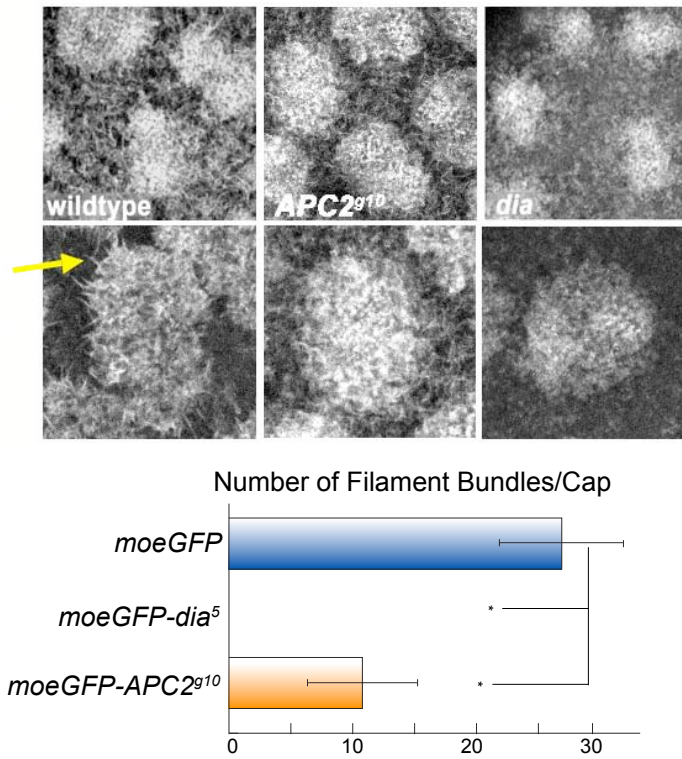 wildtype
APC2g10
dia
Number of Filament Bundles/Cap
moeGFP
moeGFP-dia⁵
*
moeGFP-APC2g10
*
0 10 20 30